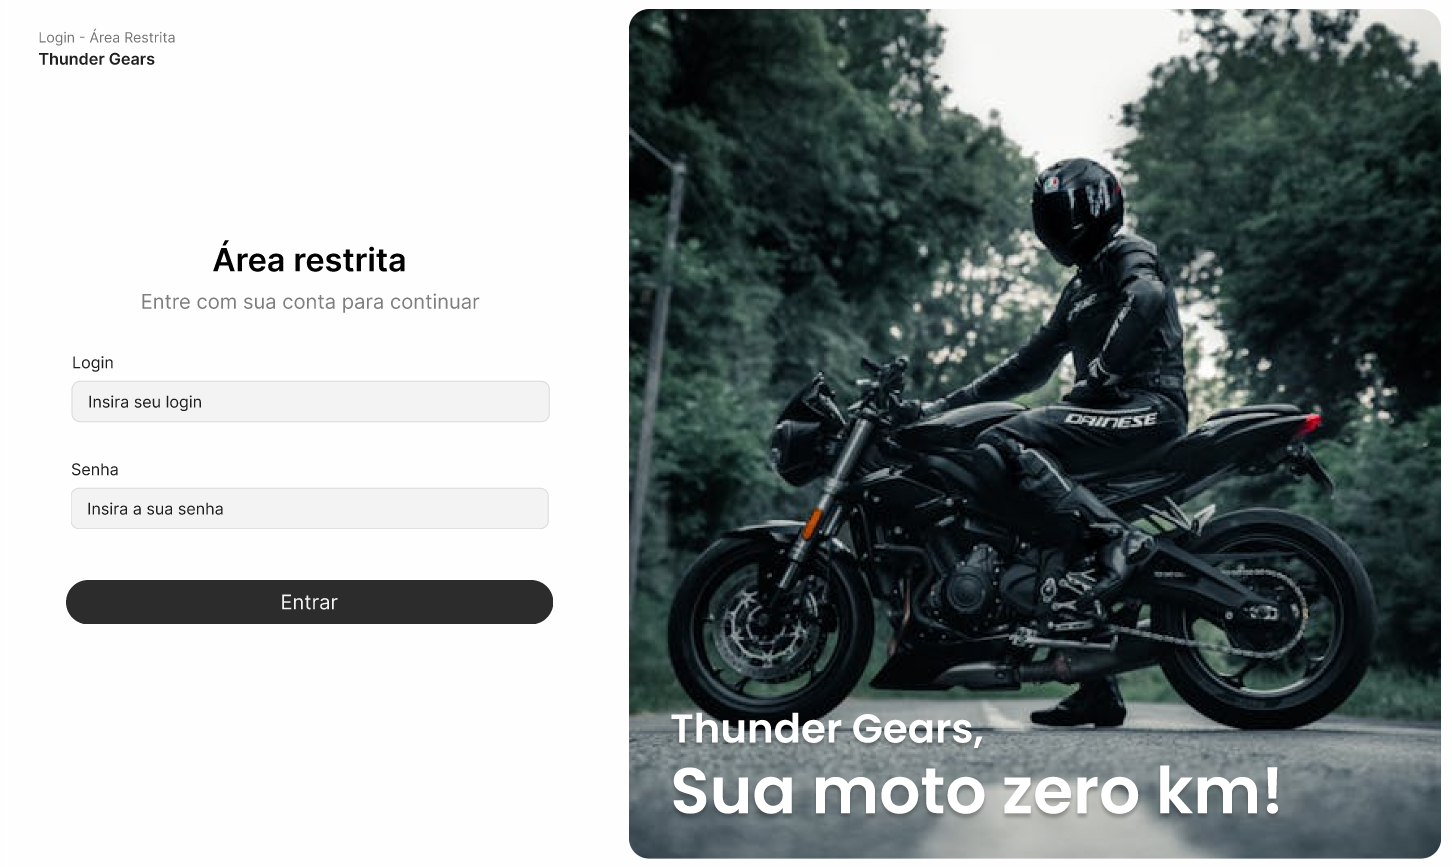 Login - Área Restrita
Thunder Gears
Área restrita
Entre com sua conta para continuar
Login
Insira seu login
Senha
Insira a sua senha
Entrar
DAINESE
Thunder Gears,
Sua moto zero km!